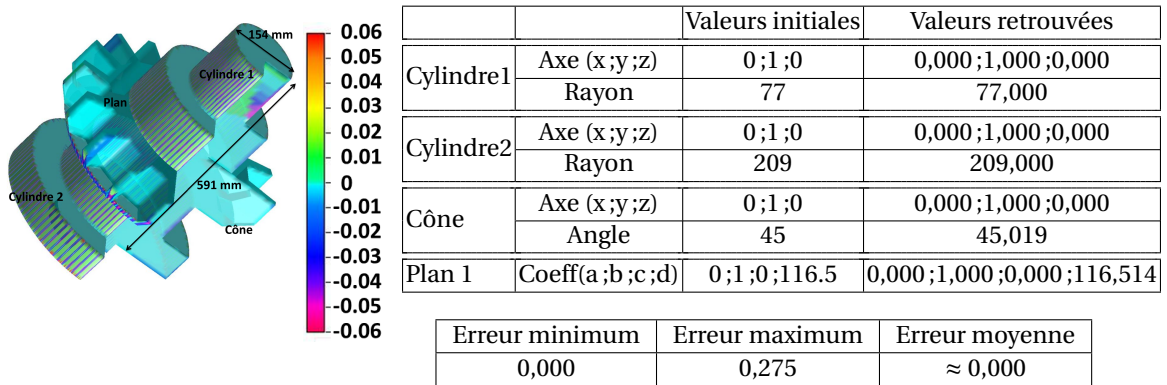 154 mm
Cylindre 1
Plan
591 mm
Cylindre 2
Cône
0.06
0.05
0.04
0.03
0.02
0.01
0
-0.01
-0.02
-0.03
-0.04
-0.05
-0.06
Valeurs initiales Valeurs retrouvées
Cylindre1 Axe (x ;y ;z) 0 ;1 ;0 0,000 ;1,000 ;0,000
Rayon 77 77,000
Cylindre2 Axe (x ;y ;z) 0 ;1 ;0 0,000 ;1,000 ;0,000
Rayon 209 209,000
Cône Axe (x ;y ;z) 0 ;1 ;0 0,000 ;1,000 ;0,000
Angle 45 45,019
Plan 1 Coeff(a ;b ;c ;d) 0 ;1 ;0 ;116.5 0,000 ;1,000 ;0,000 ;116,514
Erreur minimum Erreur maximum Erreur moyenne
0,000 0,275 ≈ 0,000